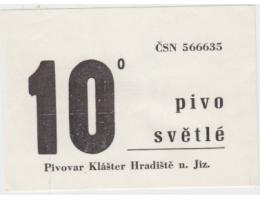 ČSN 566635
10°
pivo
světlé
Pivovar Klášter Hradiště n. Jiz.